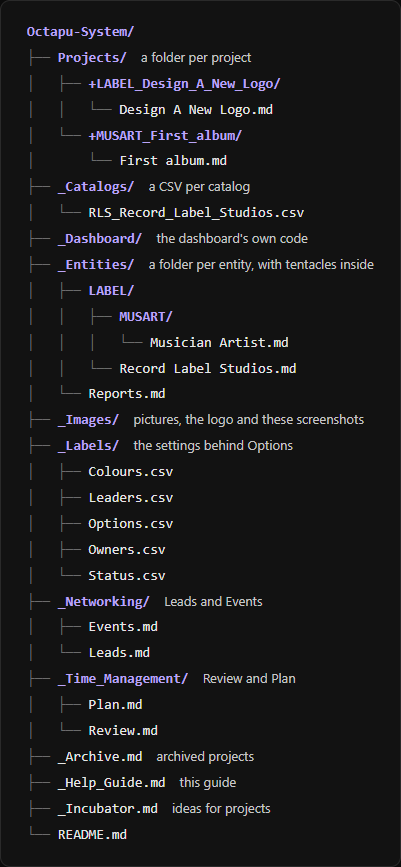 Octapu-System/
├── Projects/ a folder per project
│ ├── +LABEL_Design_A_New_Logo/
│ │ └── Design A New Logo.md
│ └── +MUSART_First_album/
│ └── First album.md
├── _Catalogs/ a CSV per catalog
│ └── RLS_Record_Label_Studios.csv
├── _Dashboard/ the dashboard's own code
├── _Entities/ a folder per entity, with tentacles inside
│ ├── LABEL/
│ │ ├── MUSART/
│ │ │ └── Musician Artist.md
│ │ └── Record Label Studios.md
│ └── Reports.md
├── _Images/ pictures, the logo and these screenshots
├── _Labels/ the settings behind Options
│ ├── Colours.csv
│ ├── Leaders.csv
│ ├── Options.csv
│ ├── Owners.csv
│ └── Status.csv
├── _Networking/ Leads and Events
│ ├── Events.md
│ └── Leads.md
├── _Time_Management/ Review and Plan
│ ├── Plan.md
│ └── Review.md
├── _Archive.md archived projects
├── _Help_Guide.md this guide
├── _Incubator.md ideas for projects
└── README.md